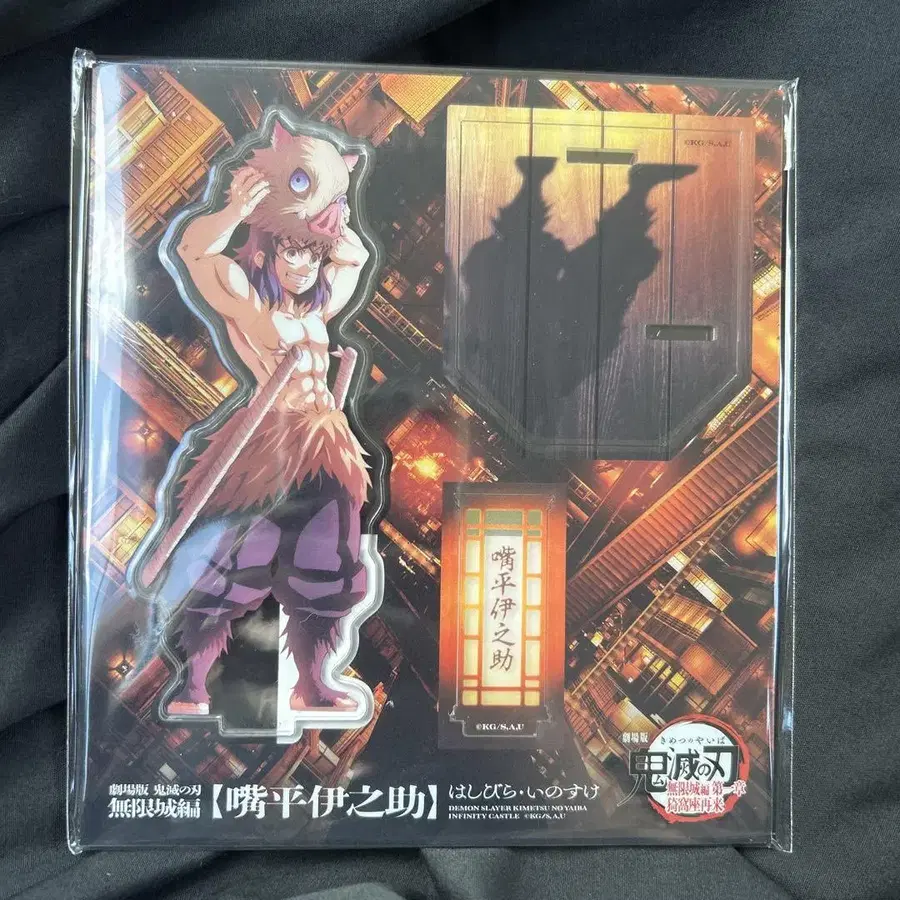 ©KG/S,A,U
嘴平伊之助
©KG/S,A,U
劇場版 鬼滅の刃
無限城編【嘴平伊之助】はしびら・いのすけ
DEMON SLAYER KIMETSU NO YAIBA
INFINITY CASTLE ©KG/S,A,U
劇場版
きめつのやいば
鬼滅の刃
無限城編 第一章
猗窩座再来